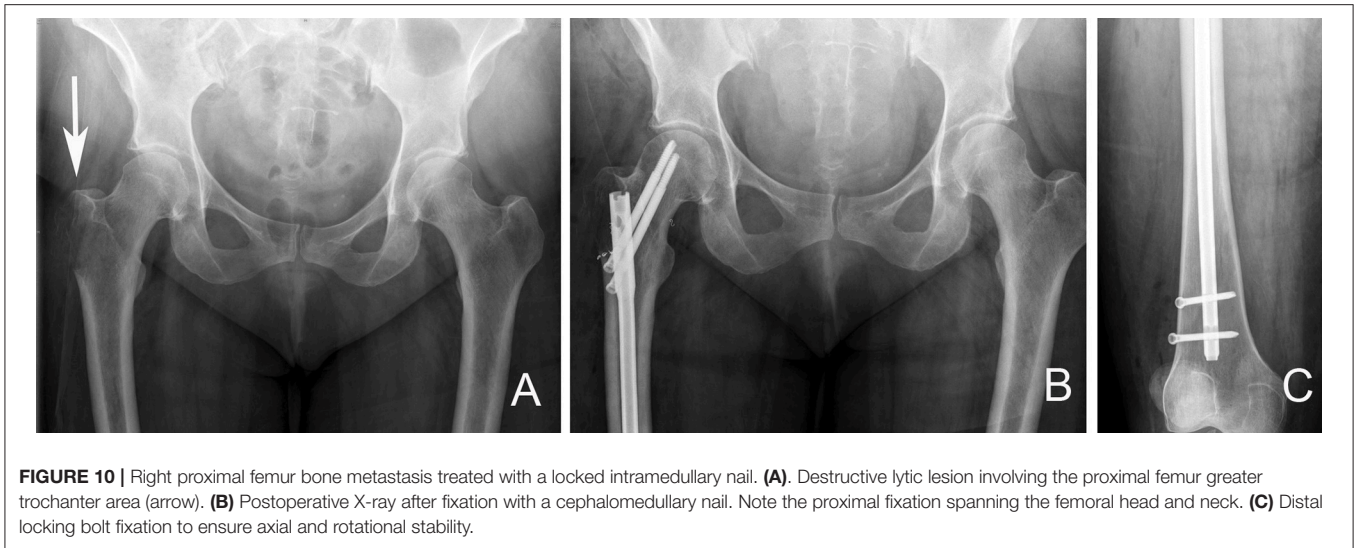 A
B
C
FIGURE 10 | Right proximal femur bone metastasis treated with a locked intramedullary nail. (A). Destructive lytic lesion involving the proximal femur greater
trochanter area (arrow). (B) Postoperative X-ray after fixation with a cephalomedullary nail. Note the proximal fixation spanning the femoral head and neck. (C) Distal
locking bolt fixation to ensure axial and rotational stability.